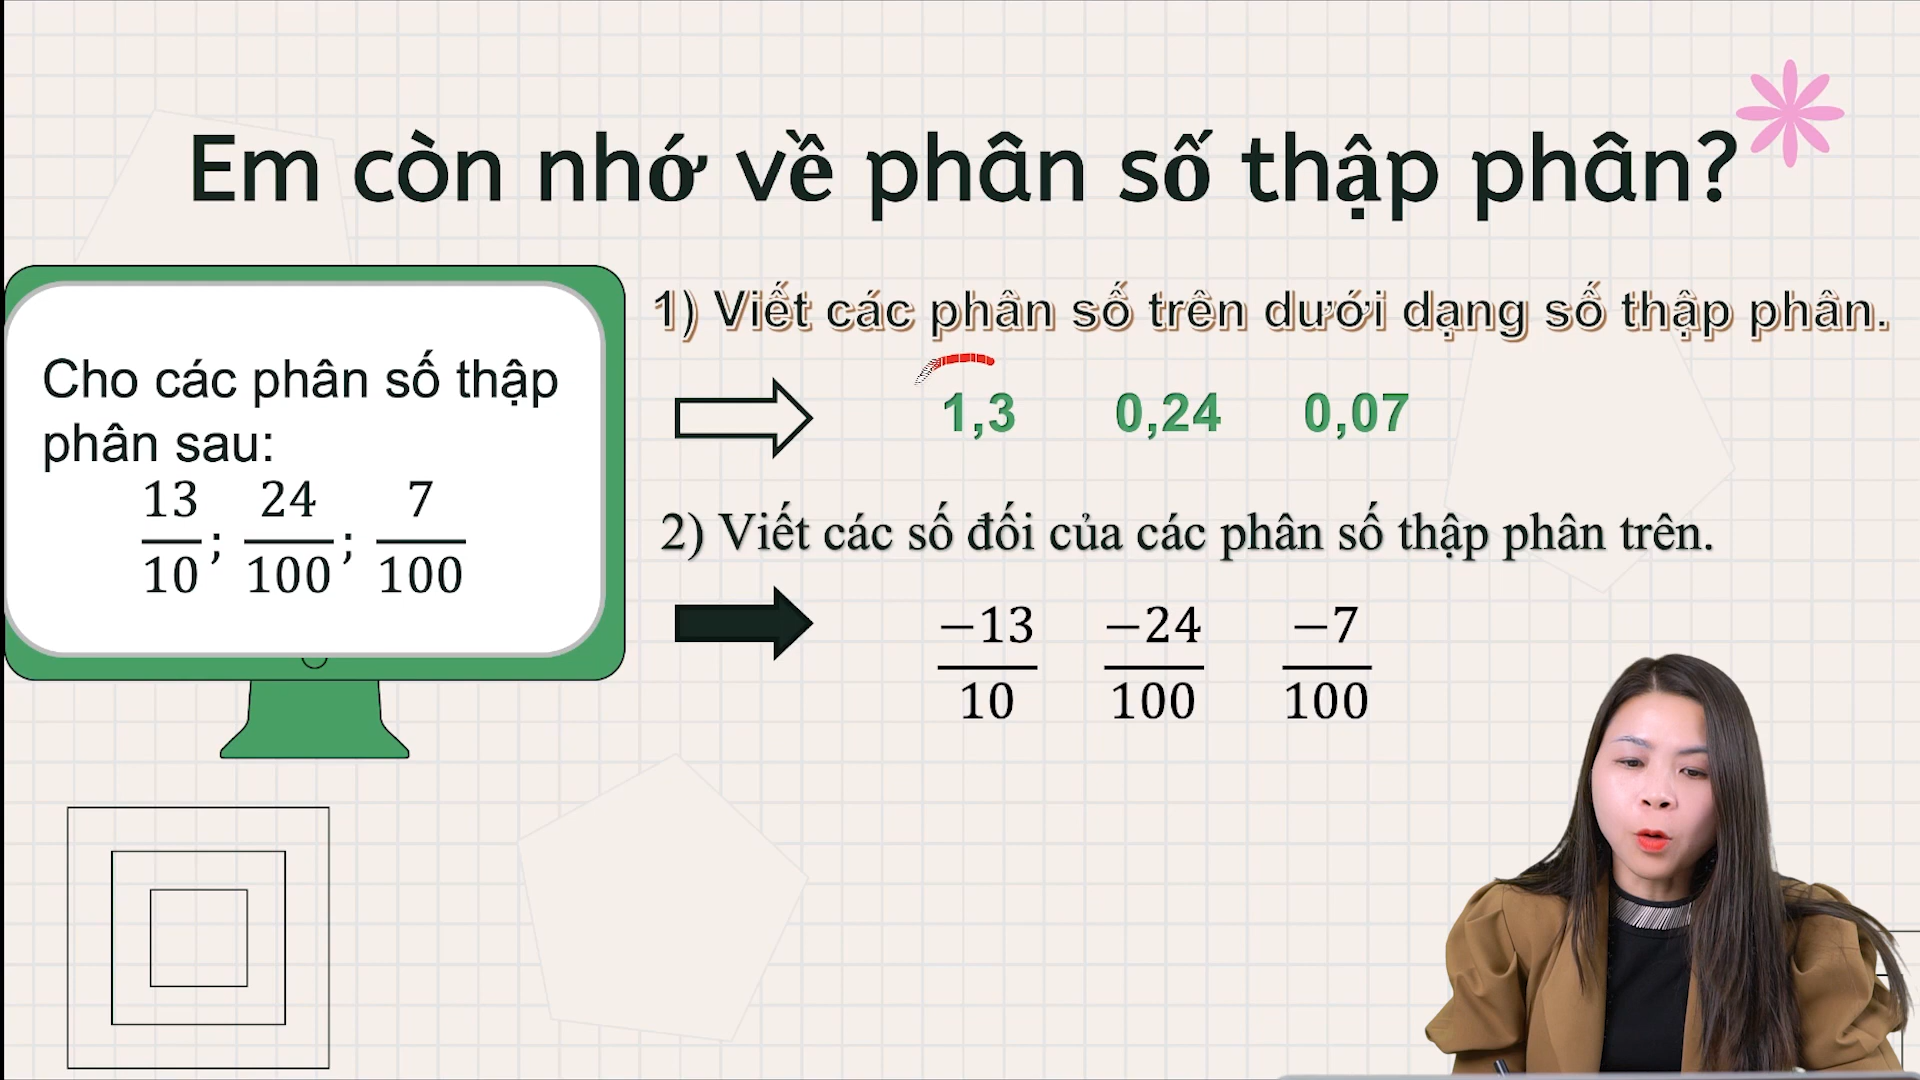 Em còn nhớ về phân số thập phân?
Cho các phân số thập
phân sau:
13/10; 24/100; 7/100
1) Viết các phân số trên dưới dạng số thập phân.
1,3 0,24 0,07
2) Viết các số đối của các phân số thập phân trên.
−13/10 −24/100 −7/100